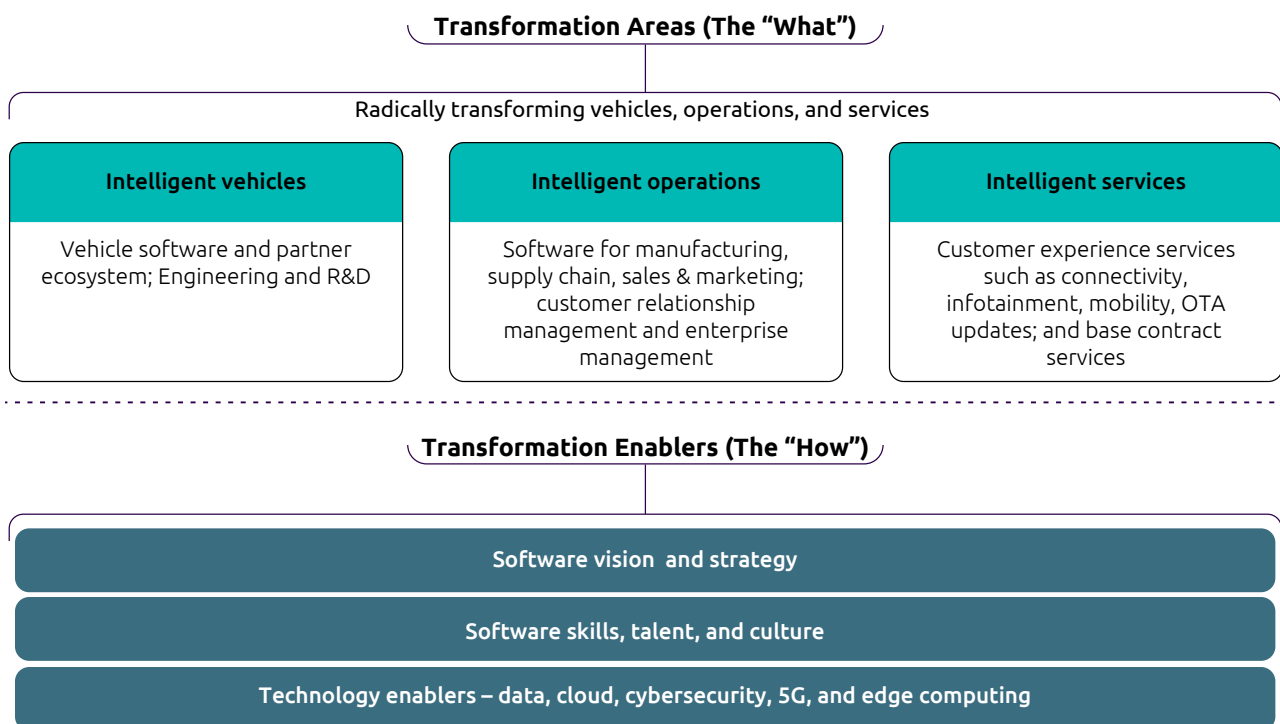 Transformation Areas (The “What”)
Radically transforming vehicles, operations, and services
Intelligent vehicles
Vehicle software and partner
ecosystem; Engineering and R&D
Intelligent operations
Software for manufacturing,
supply chain, sales & marketing;
customer relationship
management and enterprise
management
Intelligent services
Customer experience services
such as connectivity,
infotainment, mobility, OTA
updates; and base contract
services
Transformation Enablers (The “How”)
Software vision and strategy
Software skills, talent, and culture
Technology enablers – data, cloud, cybersecurity, 5G, and edge computing